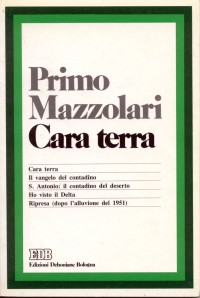 Primo
Mazzolari
Cara terra
Cara terra
Il vangelo del contadino
S. Antonio: il contadino del deserto
Ho visto il Delta
Ripresa (dopo l'alluvione del 1951)
EDB
Edizioni Dehoniane Bologna